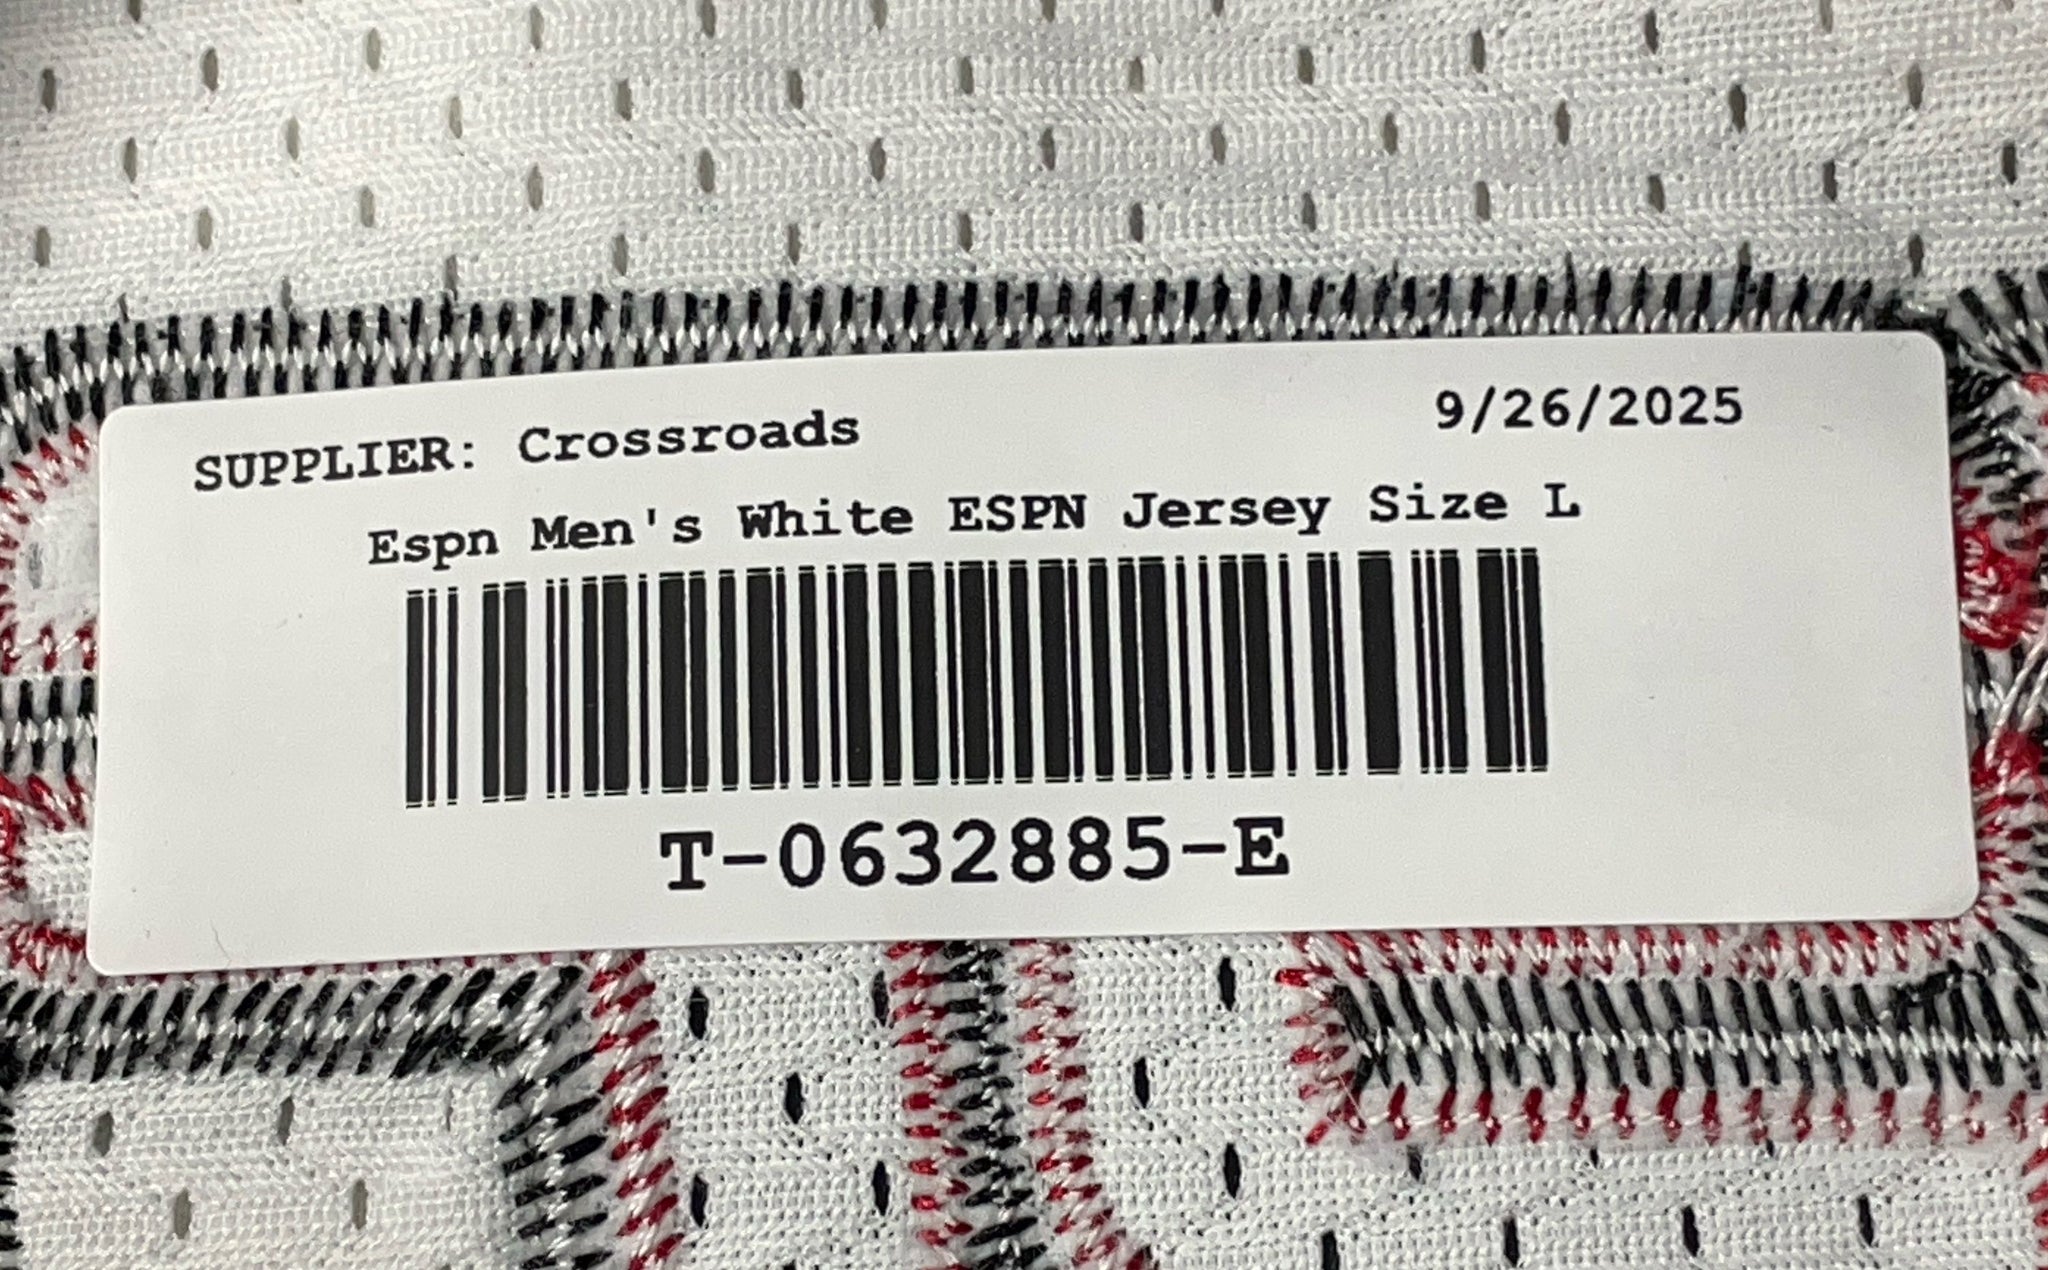 SUPPLIER: Crossroads 9/26/2025
Espn Men's White ESPN Jersey Size L
T-0632885-E